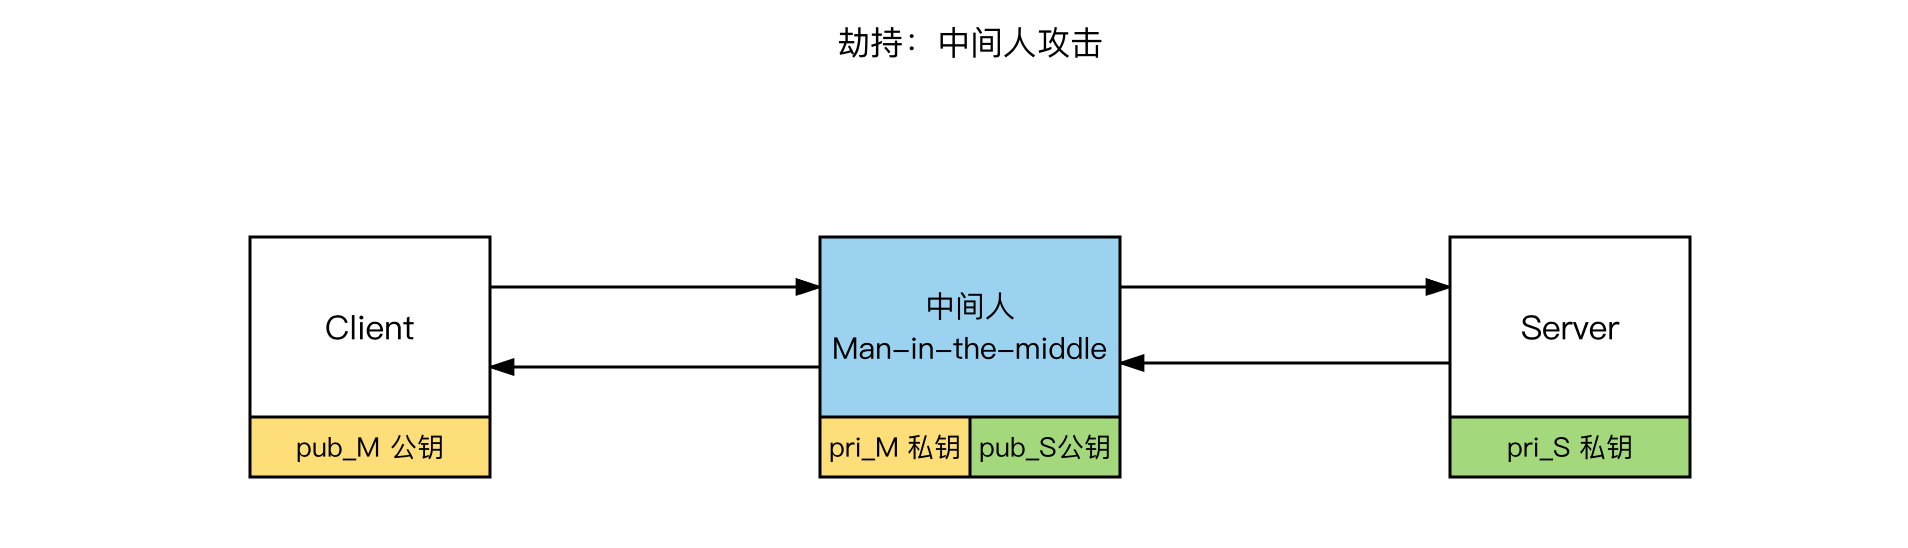 劫持：中间人攻击
Client
中间人
Man-in-the-middle
Server
pub_M 公钥
pri_M 私钥
pub_S公钥
pri_S 私钥